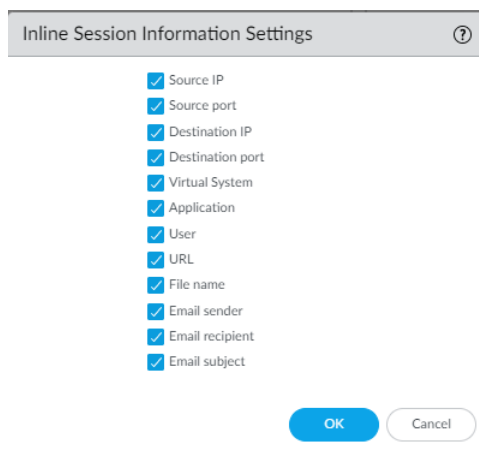 Inline Session Information Settings
?
Source IP
Source port
Destination IP
Destination port
Virtual System
Application
User
URL
File name
Email sender
Email recipient
Email subject
OK
Cancel